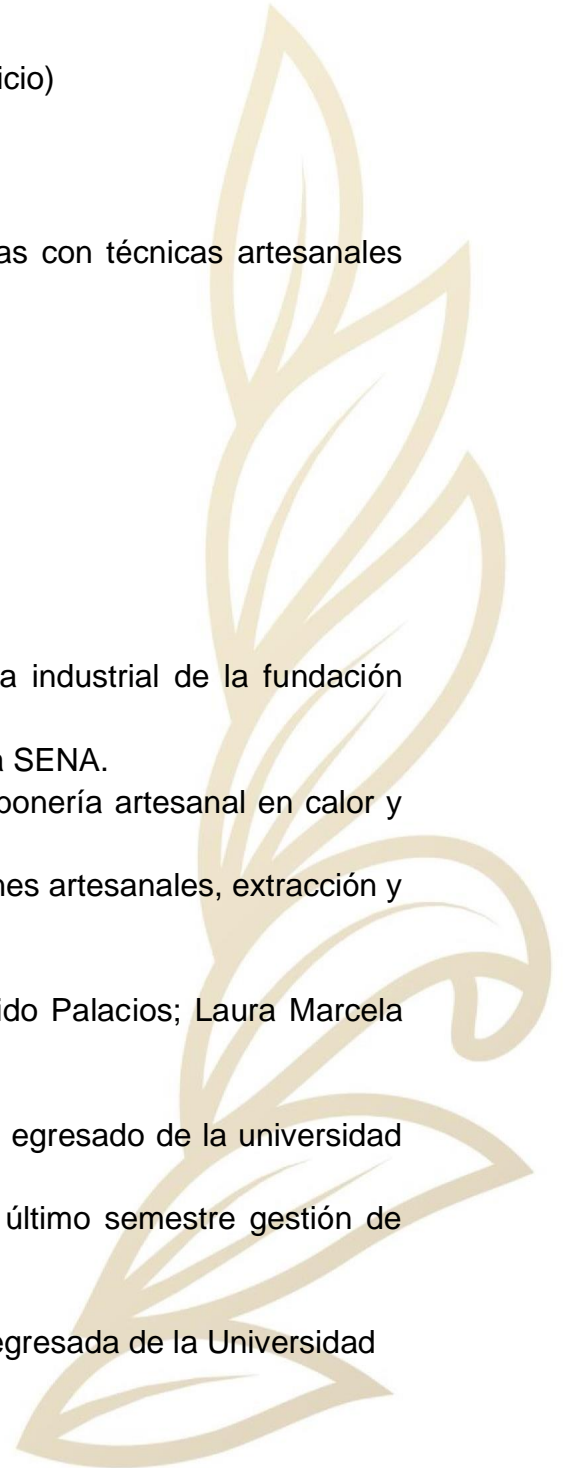 icio)
as con técnicas artesanales
a industrial de la fundación
a SENA.
ponería artesanal en calor y
nes artesanales, extracción y
ido Palacios; Laura Marcela
egresado de la universidad
último semestre gestión de
egresada de la Universidad